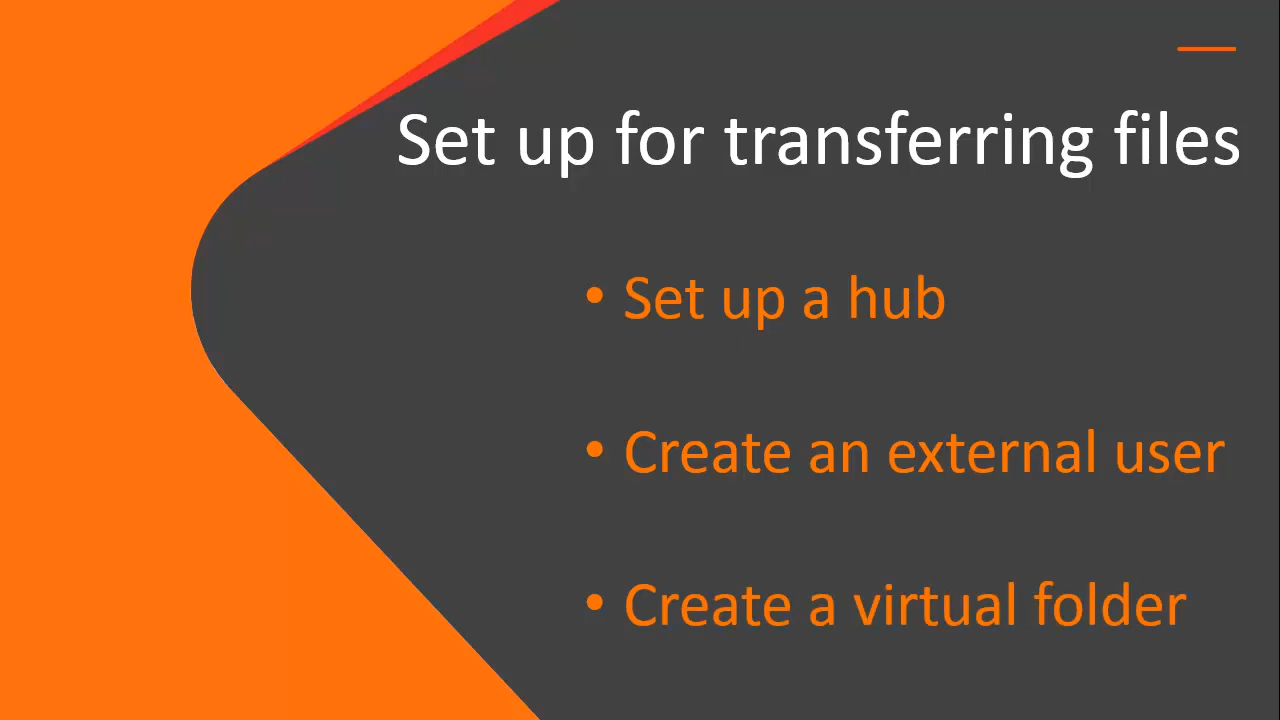 Set up for transferring files
• Set up a hub
• Create an external user
• Create a virtual folder